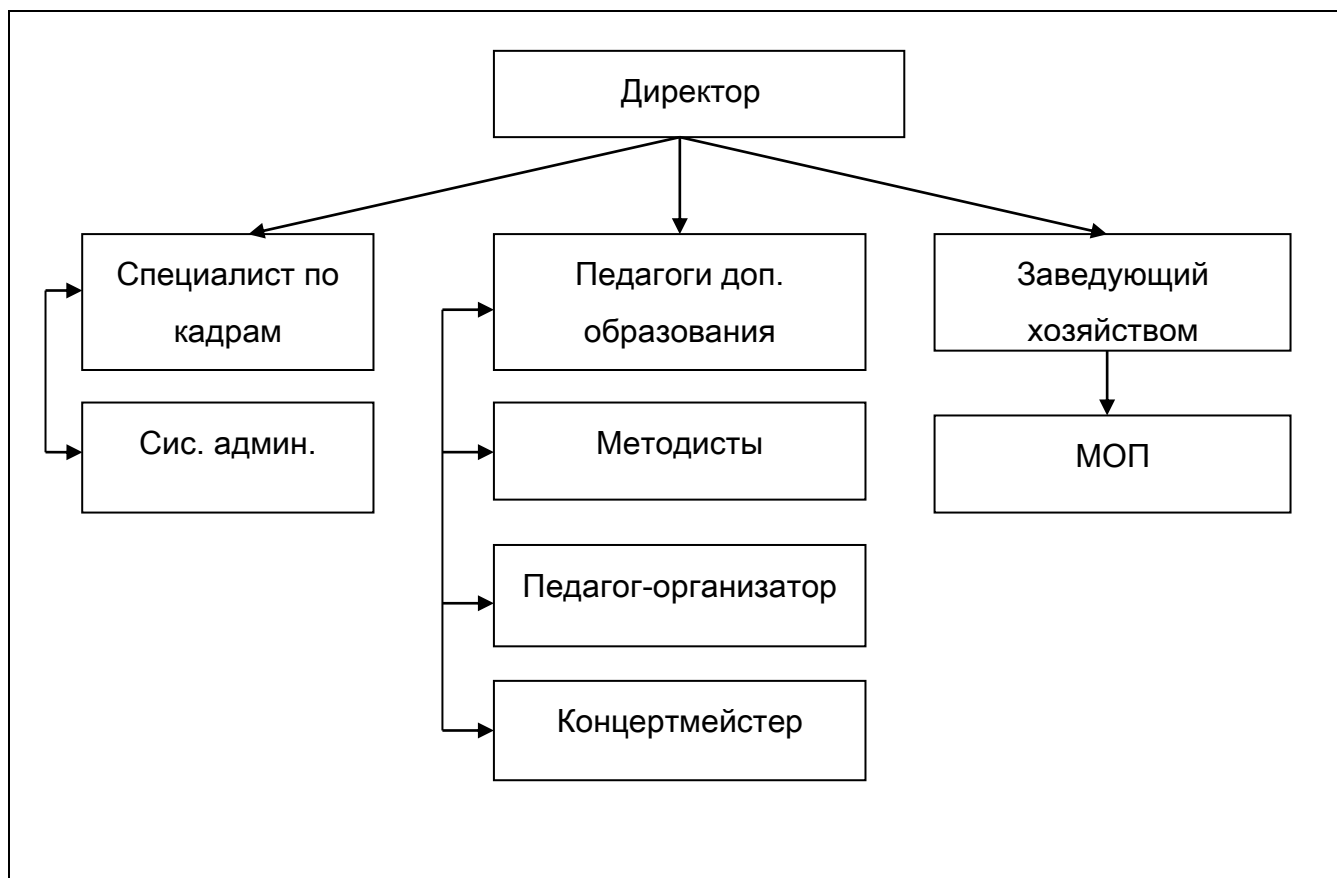 Директор
Специалист по
кадрам
Педагоги доп.
образования
Заведующий
хозяйством
Сис. админ.
Методисты
МОП
Педагог-организатор
Концертмейстер